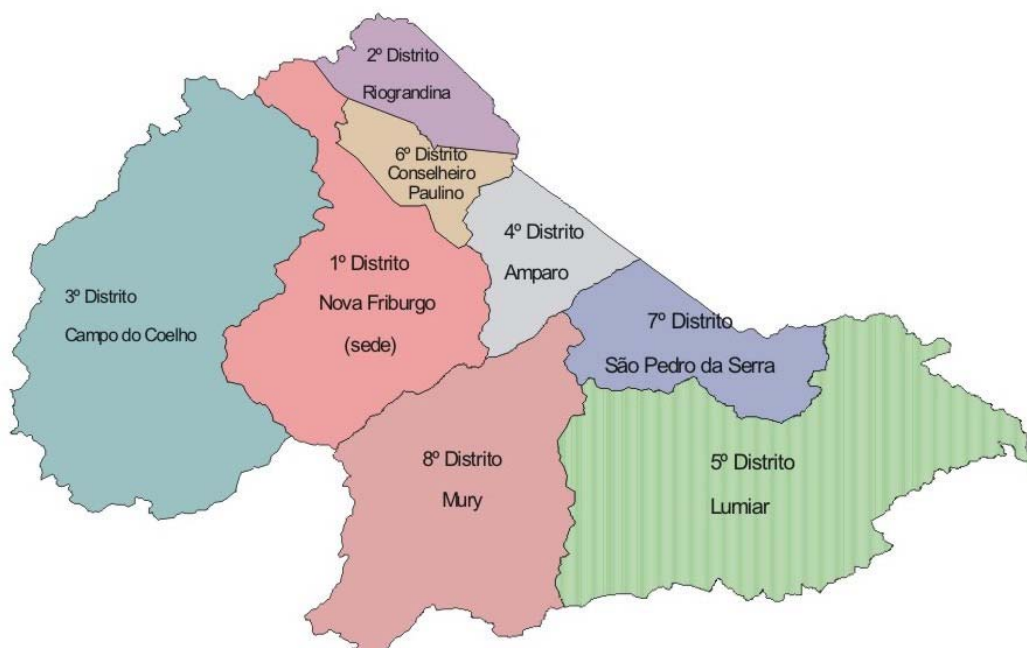 2º Distrito
Riograndina
6º Distrito
Conselheiro
Paulino
4º Distrito
Amparo
1º Distrito
Nova Friburgo
(sede)
3º Distrito
Campo do Coelho
7º Distrito
São Pedro da Serra
8º Distrito
Mury
5º Distrito
Lumiar